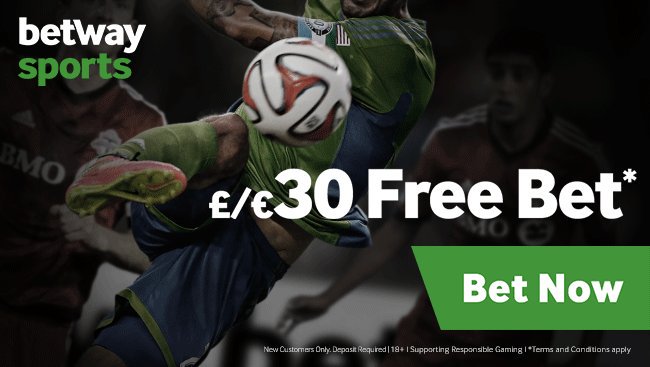 betway
sports
BMO
£/€30 Free Bet*
Bet Now
New Customers Only. Deposit Required | 18+ | Supporting Responsible Gaming | *Terms and Conditions apply